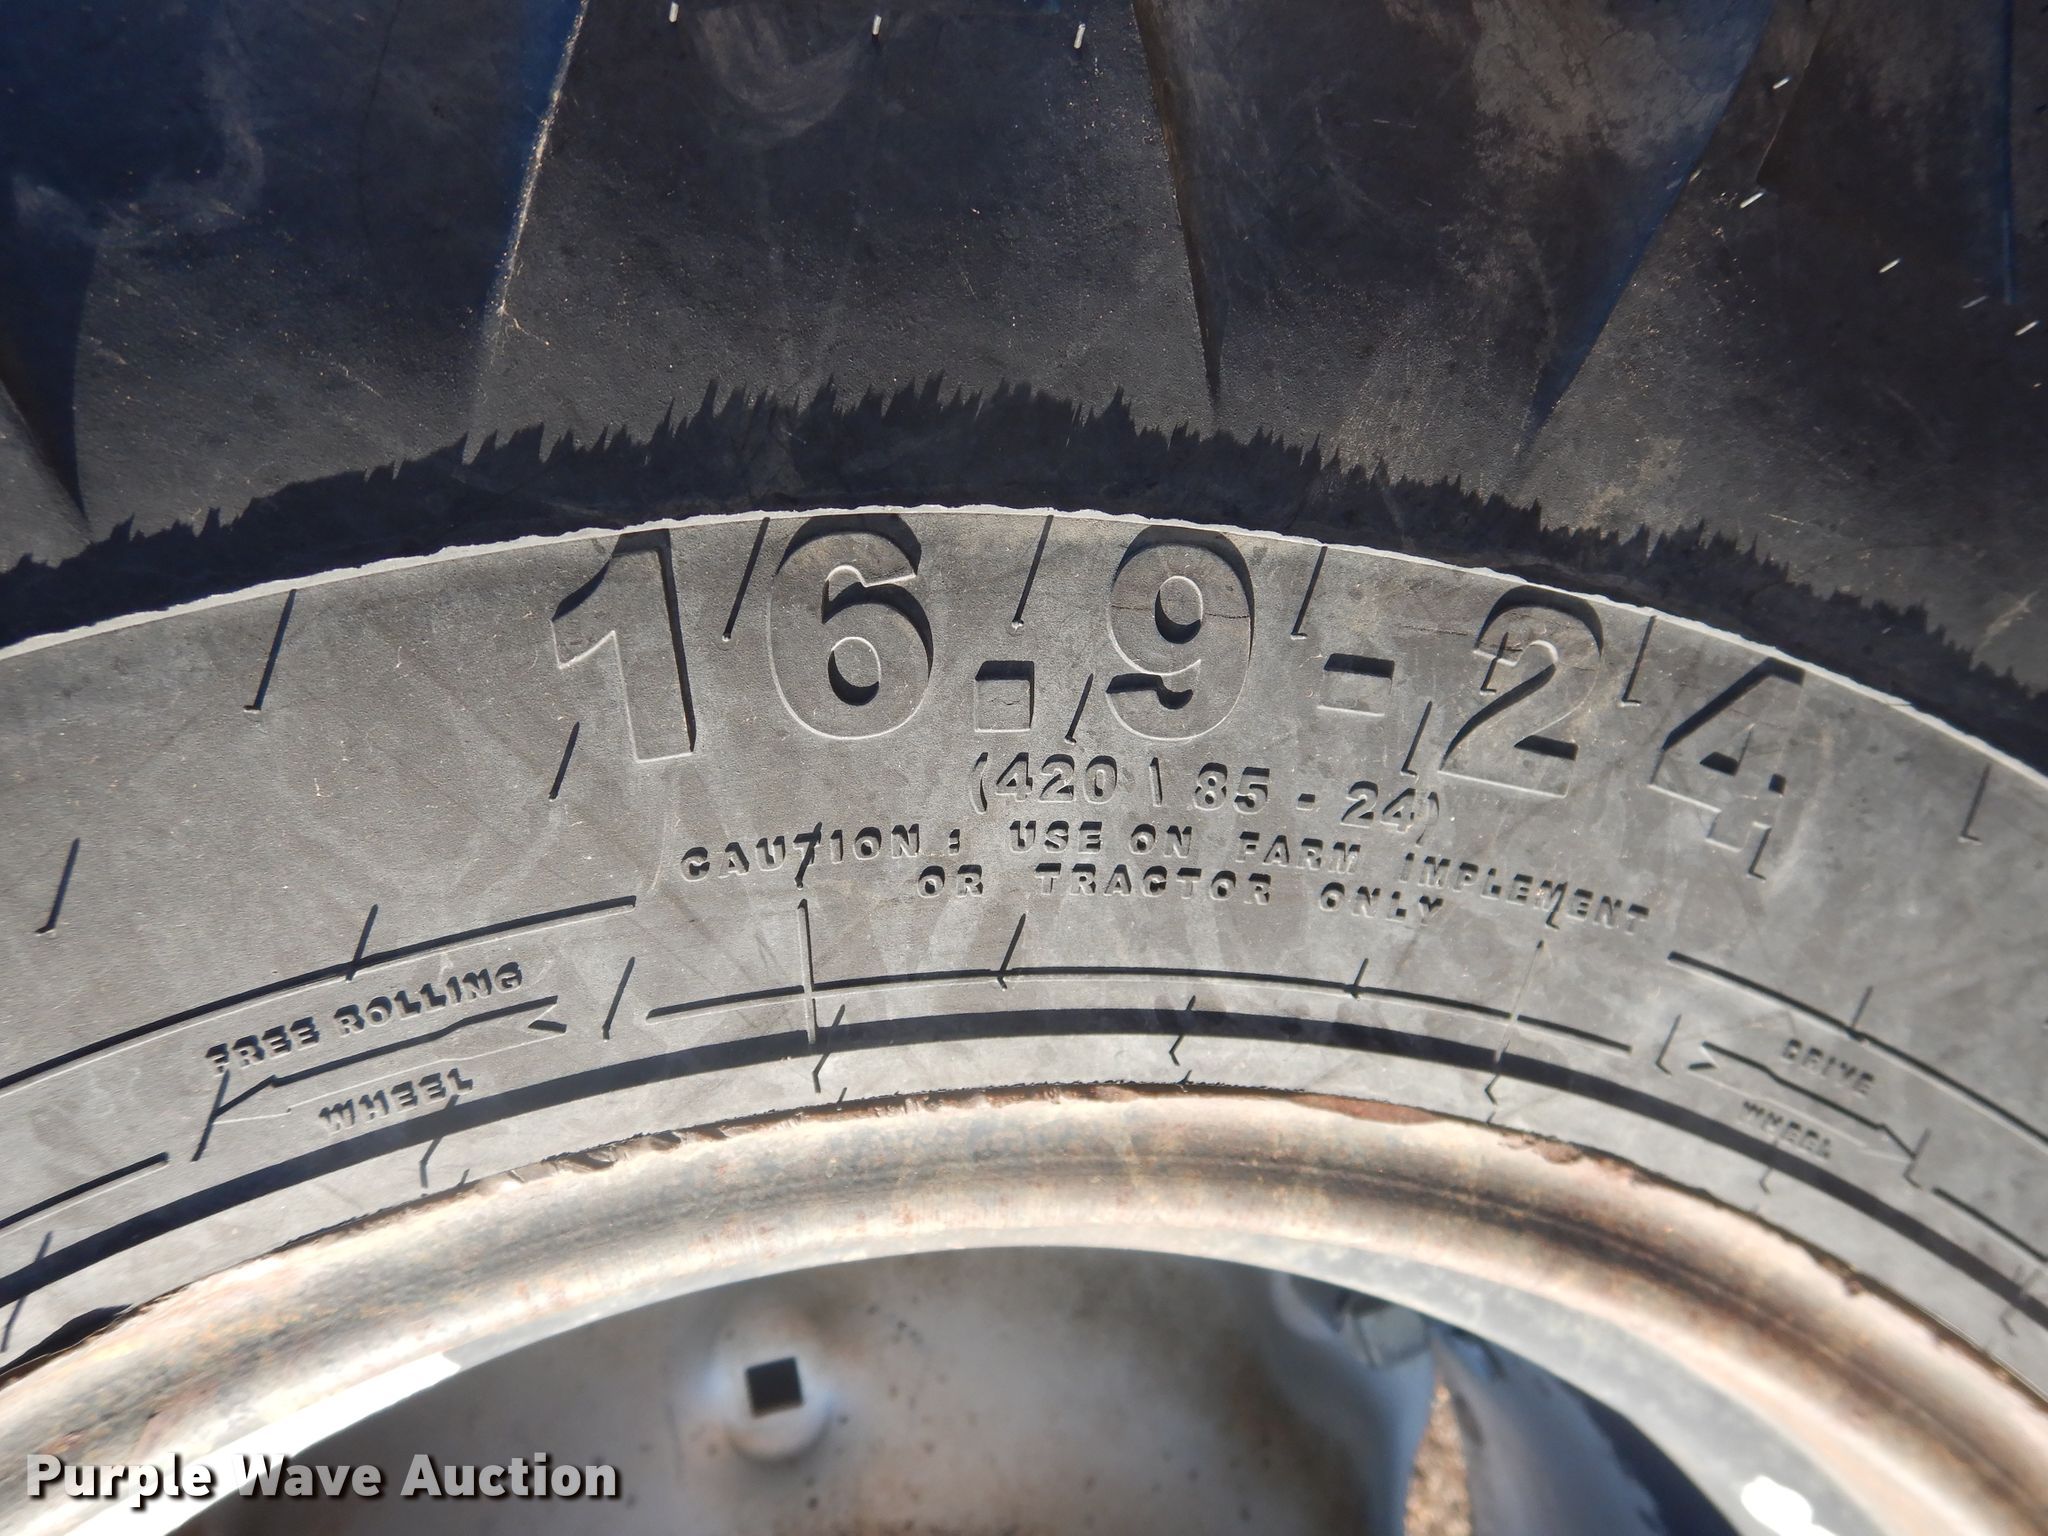 16.9-24
(420 | 85 - 24)
CAUTION : USE ON FARM IMPLEMENT
OR TRACTOR ONLY
FREE ROLLING
WHEEL
DRIVE
WHEEL
Purple Wave Auction